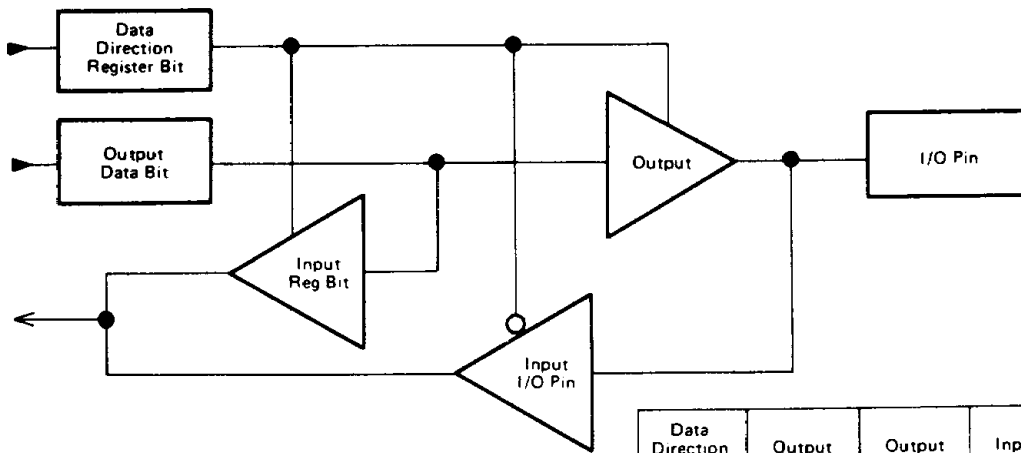 Data
Direction
Register Bit
Output
Data Bit
Output
I/O Pin
Input
Reg Bit
Input
I/O Pin
Data
Direction
Output
Output